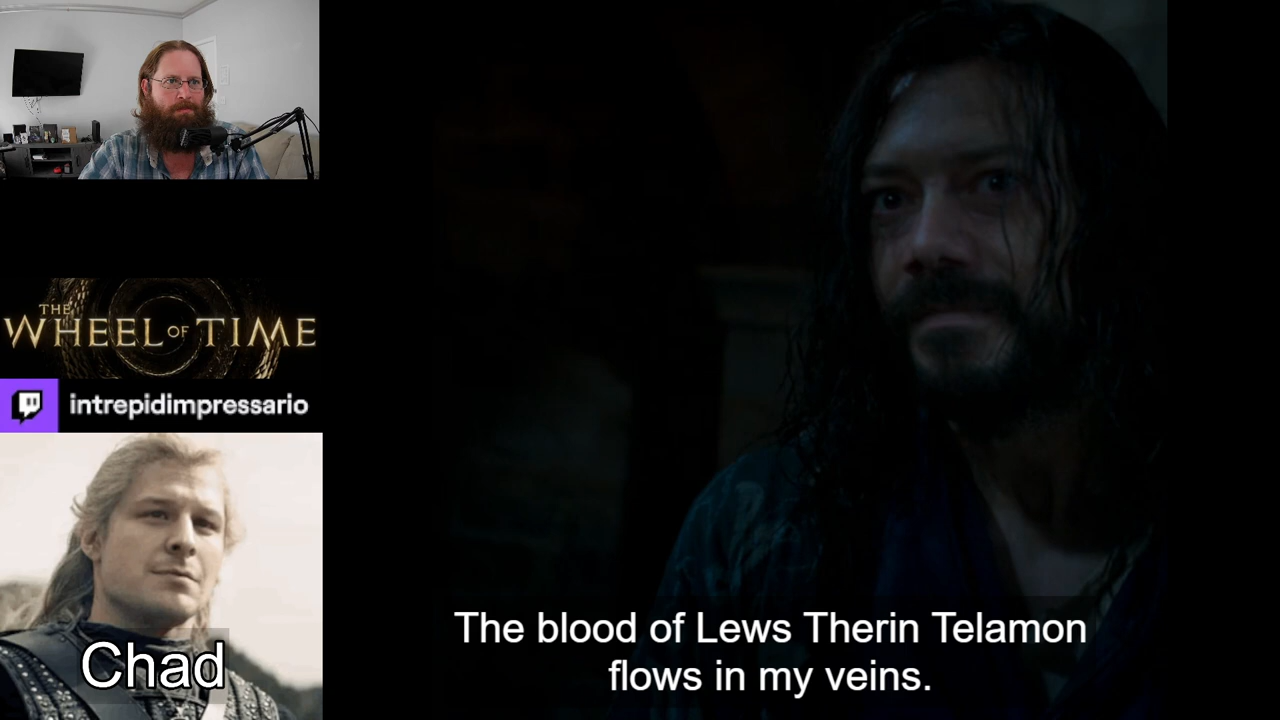 THE
WHEEL OF TIME
intrepidimpressario
Chad
The blood of Lews Therin Telamon
flows in my veins.